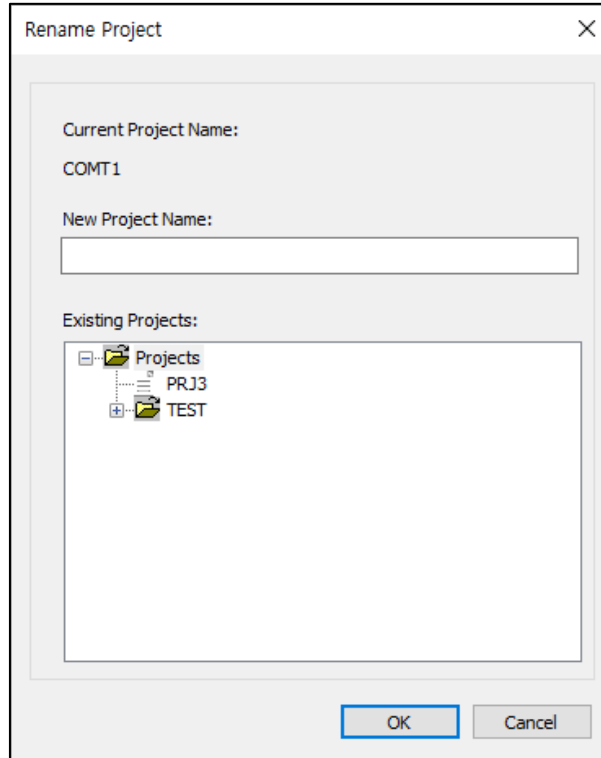 Rename Project
Current Project Name:
COMT1
New Project Name:
Existing Projects:
Projects
PRJ3
TEST
OK Cancel